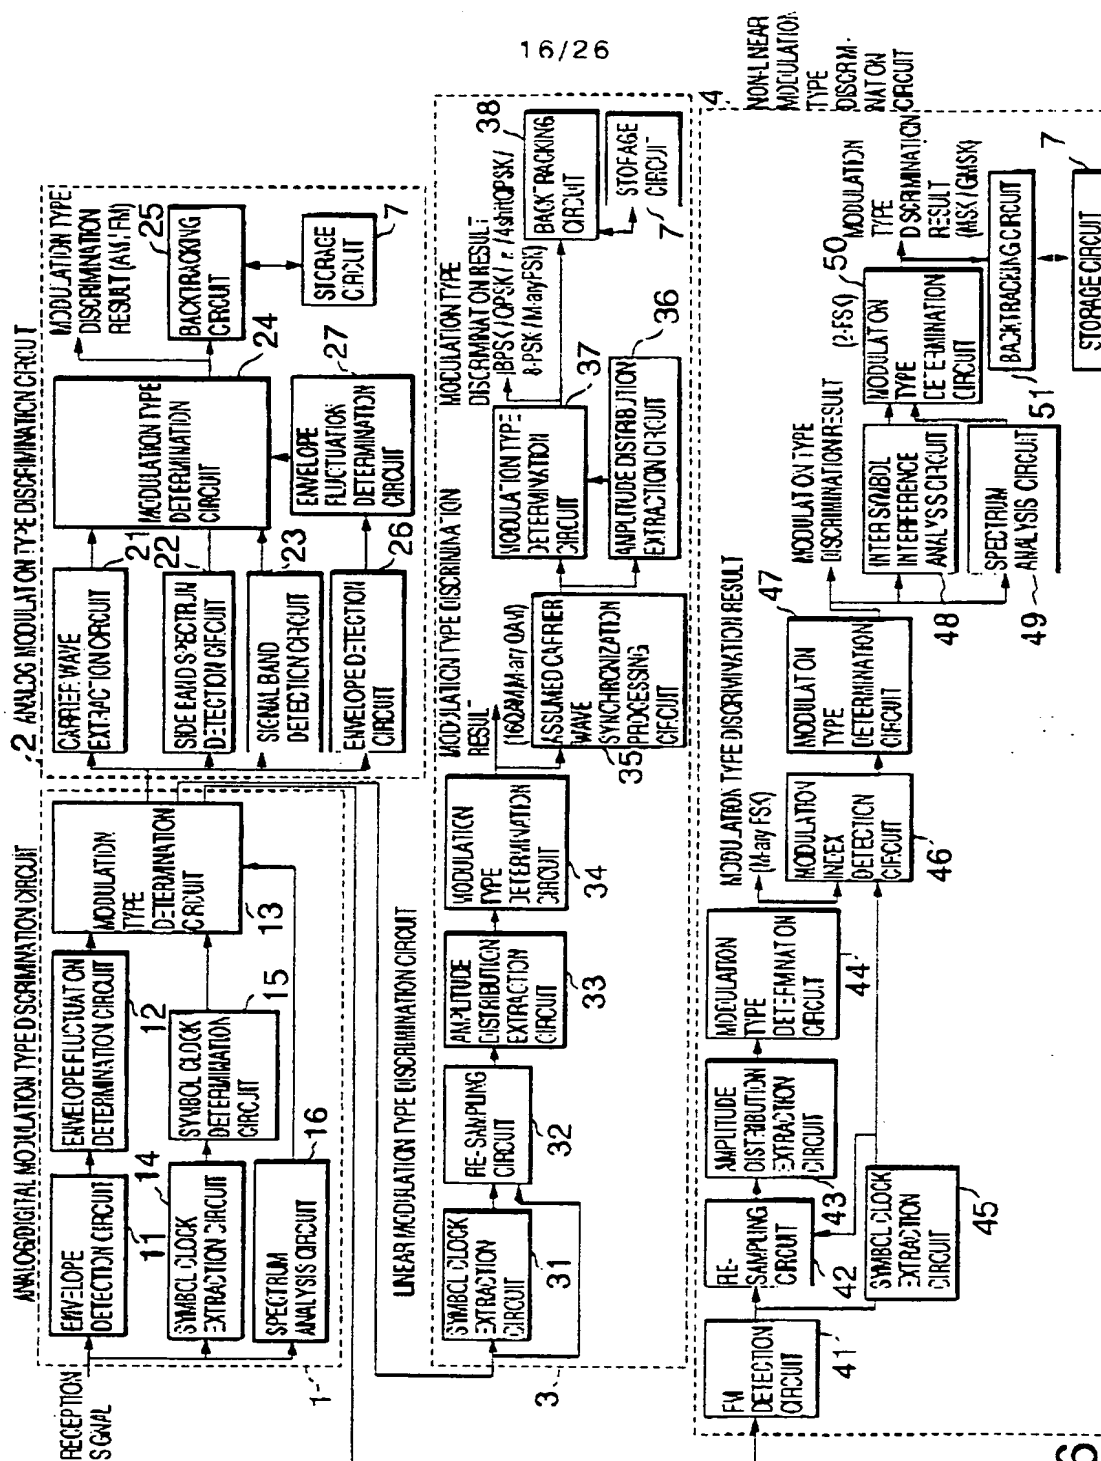 16/26
ANALOG/DIGITAL MODULATION TYPE DISCRIMINATION CIRCUIT
RECEPTION
SIGNAL
ENVELOPE
DETECTION CIRCUIT
11
ENVELOPE FLUCTUATION
DETERMINATION CIRCUIT
12
MODULATION
TYPE
DETERMINATION
CIRCUIT
13
SYMBOL CLOCK
EXTRACTION CIRCUIT
14
SYMBOL CLOCK
DETERMINATION
CIRCUIT
15
SPECTRUM
ANALYSIS CIRCUIT
16
1
2
ANALOG MODULATION TYPE DISCRIMINATION CIRCUIT
CARRIER WAVE
EXTRACTION CIRCUIT
21
SIDE BAND SPECTRUM
DETECTION CIRCUIT
22
SIGNAL BAND
DETECTION CIRCUIT
23
ENVELOPE DETECTION
CIRCUIT
26
MODULATION TYPE
DETERMINATION
CIRCUIT
24
ENVELOPE
FLUCTUATION
DETERMINATION
CIRCUIT
27
MODULATION TYPE
DISCRIMINATION
RESULT (AM/FM)
25
BACKTRACKING
CIRCUIT
STORAGE
CIRCUIT
7
LINEAR MODULATION TYPE DISCRIMINATION CIRCUIT
SYMBOL CLOCK
EXTRACTION
CIRCUIT
31
RE-SAMPLING
CIRCUIT
32
AMPLITUDE
DISTRIBUTION
EXTRACTION
CIRCUIT
33
MODULATION
TYPE
DETERMINATION
CIRCUIT
34
MODULATION TYPE DISCRIMINATION
RESULT
(16QAM/M-ary QAM)
ASSUMED CARRIER
WAVE
SYNCHRONIZATION
PROCESSING
CIRCUIT
35
MODULATION TYPE
DETERMINATION
CIRCUIT
37
AMPLITUDE DISTRIBUTION
EXTRACTION CIRCUIT
36
MODULATION TYPE
DISCRIMINATION RESULT
8-PSK/M-aryPSK)
38
BACKTRACKING
CIRCUIT
STORAGE
CIRCUIT
7
3
4
NON-LINEAR
MODULATION
TYPE
DISCRIMINATION
CIRCUIT
FM
DETECTION
CIRCUIT
41
RE-
SAMPLING
CIRCUIT
42
AMPLITUDE
DISTRIBUTION
EXTRACTION
CIRCUIT
43
MODULATION
TYPE
DETERMINATION
CIRCUIT
44
SYMBOL CLOCK
EXTRACTION
CIRCUIT
45
MODULATION TYPE DISCRIMINATION RESULT
(M-ary FSK)
MODULATION
INDEX
DETECTION
CIRCUIT
46
MODULATION
TYPE
DETERMINATION
CIRCUIT
47
MODULATION TYPE
DISCRIMINATION RESULT
(2-FSK)
INTERSYMBOL
INTERFERENCE
ANALYSIS CIRCUIT
48
SPECTRUM
ANALYSIS CIRCUIT
49
MODULATION
TYPE
DETERMINATION
CIRCUIT
50
MODULATION
TYPE
DISCRIMINATION
RESULT
(MSK/GMSK)
BACKTRACKING CIRCUIT
51
STORAGE CIRCUIT
7